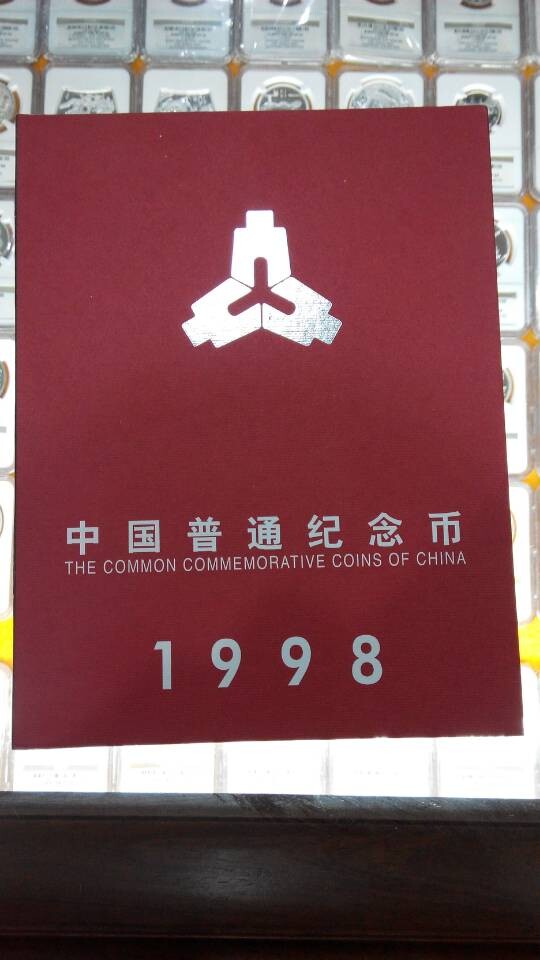 中国普通纪念币
THE COMMON COMMEMORATIVE COINS OF CHINA
1998